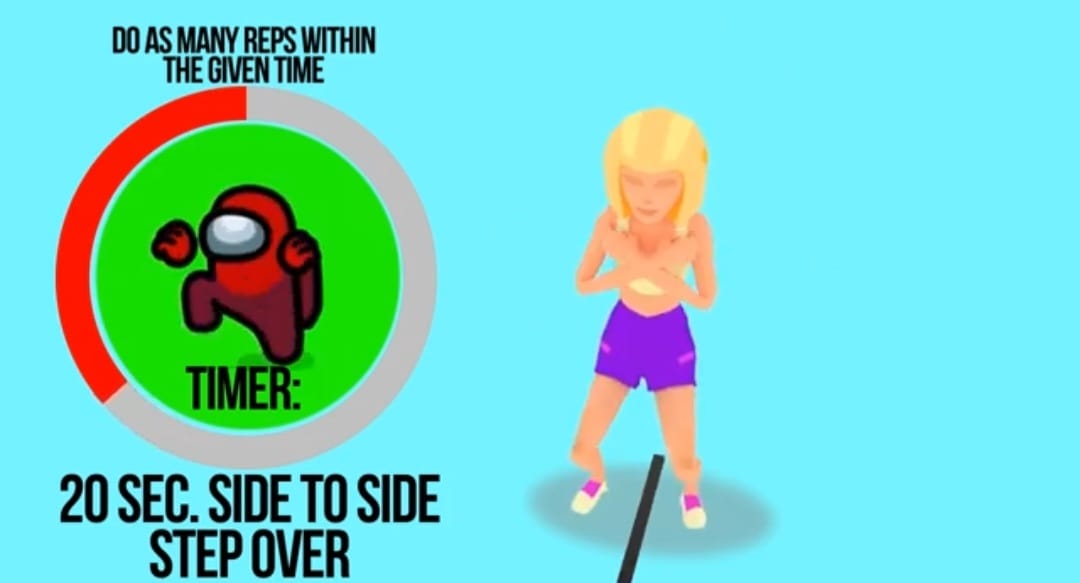 DO AS MANY REPS WITHIN
THE GIVEN TIME
TIMER:
20 SEC. SIDE TO SIDE
STEP OVER